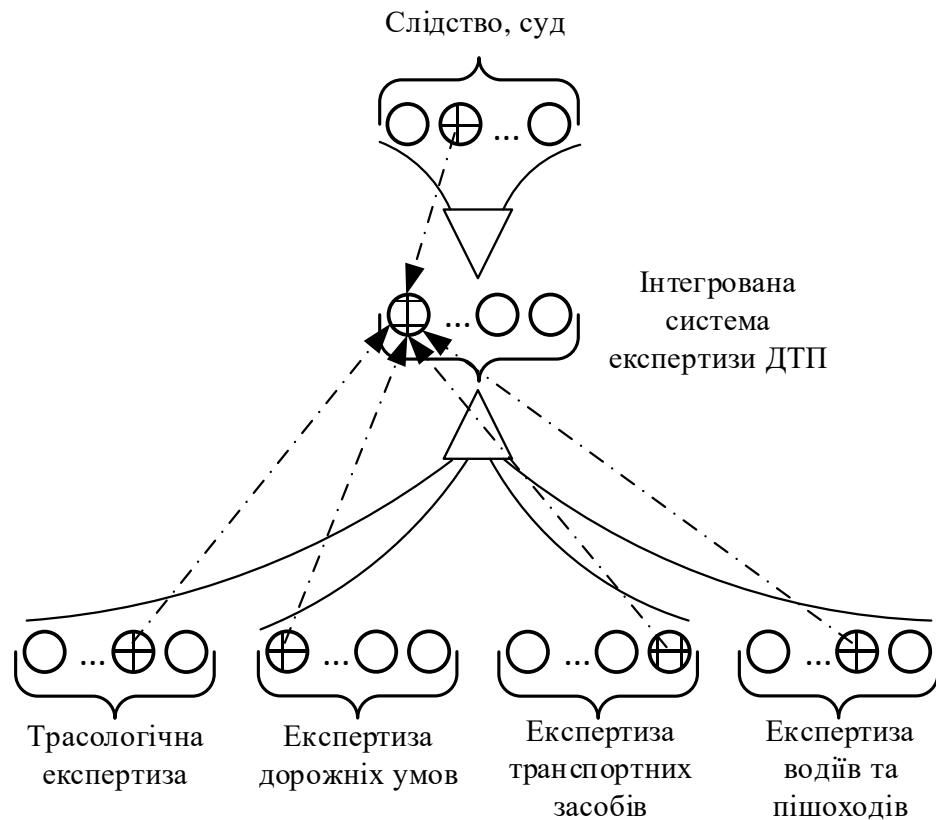 Слідство, суд
...
Інтегрована
система
експертизи ДТП
...
...
...
...
...
Трасологічна
експертиза
Експертиза
дорожніх умов
Експертиза
транспортних
засобів
Експертиза
водіїв та
пішоходів